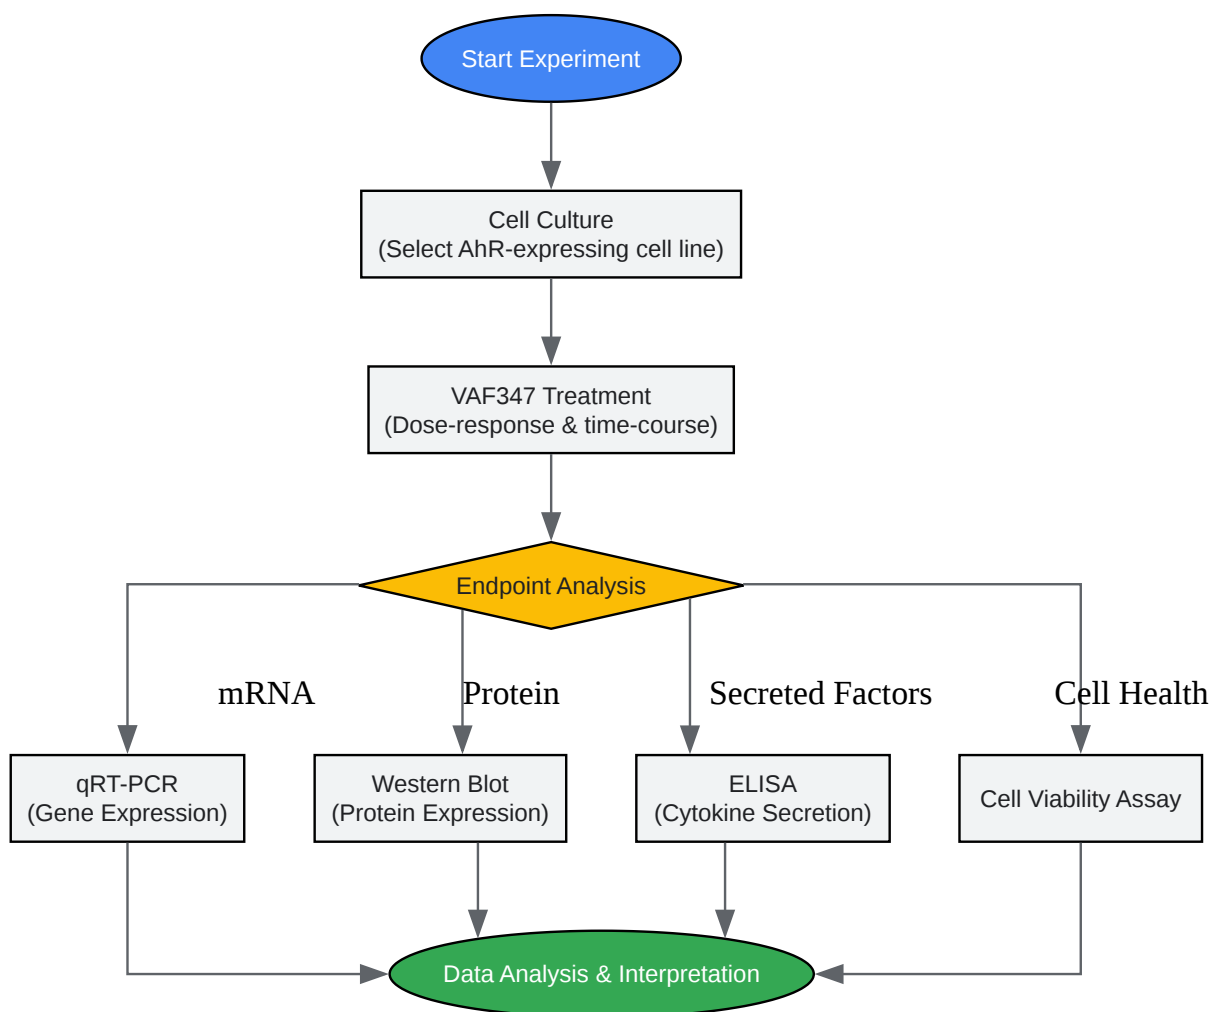 Start Experiment
Cell Culture
(Select AhR-expressing cell line)
VAF347 Treatment
(Dose-response & time-course)
Endpoint Analysis
mRNA
Protein
Secreted Factors
Cell Health
qRT-PCR
(Gene Expression)
Western Blot
(Protein Expression)
ELISA
(Cytokine Secretion)
Cell Viability Assay
Data Analysis & Interpretation